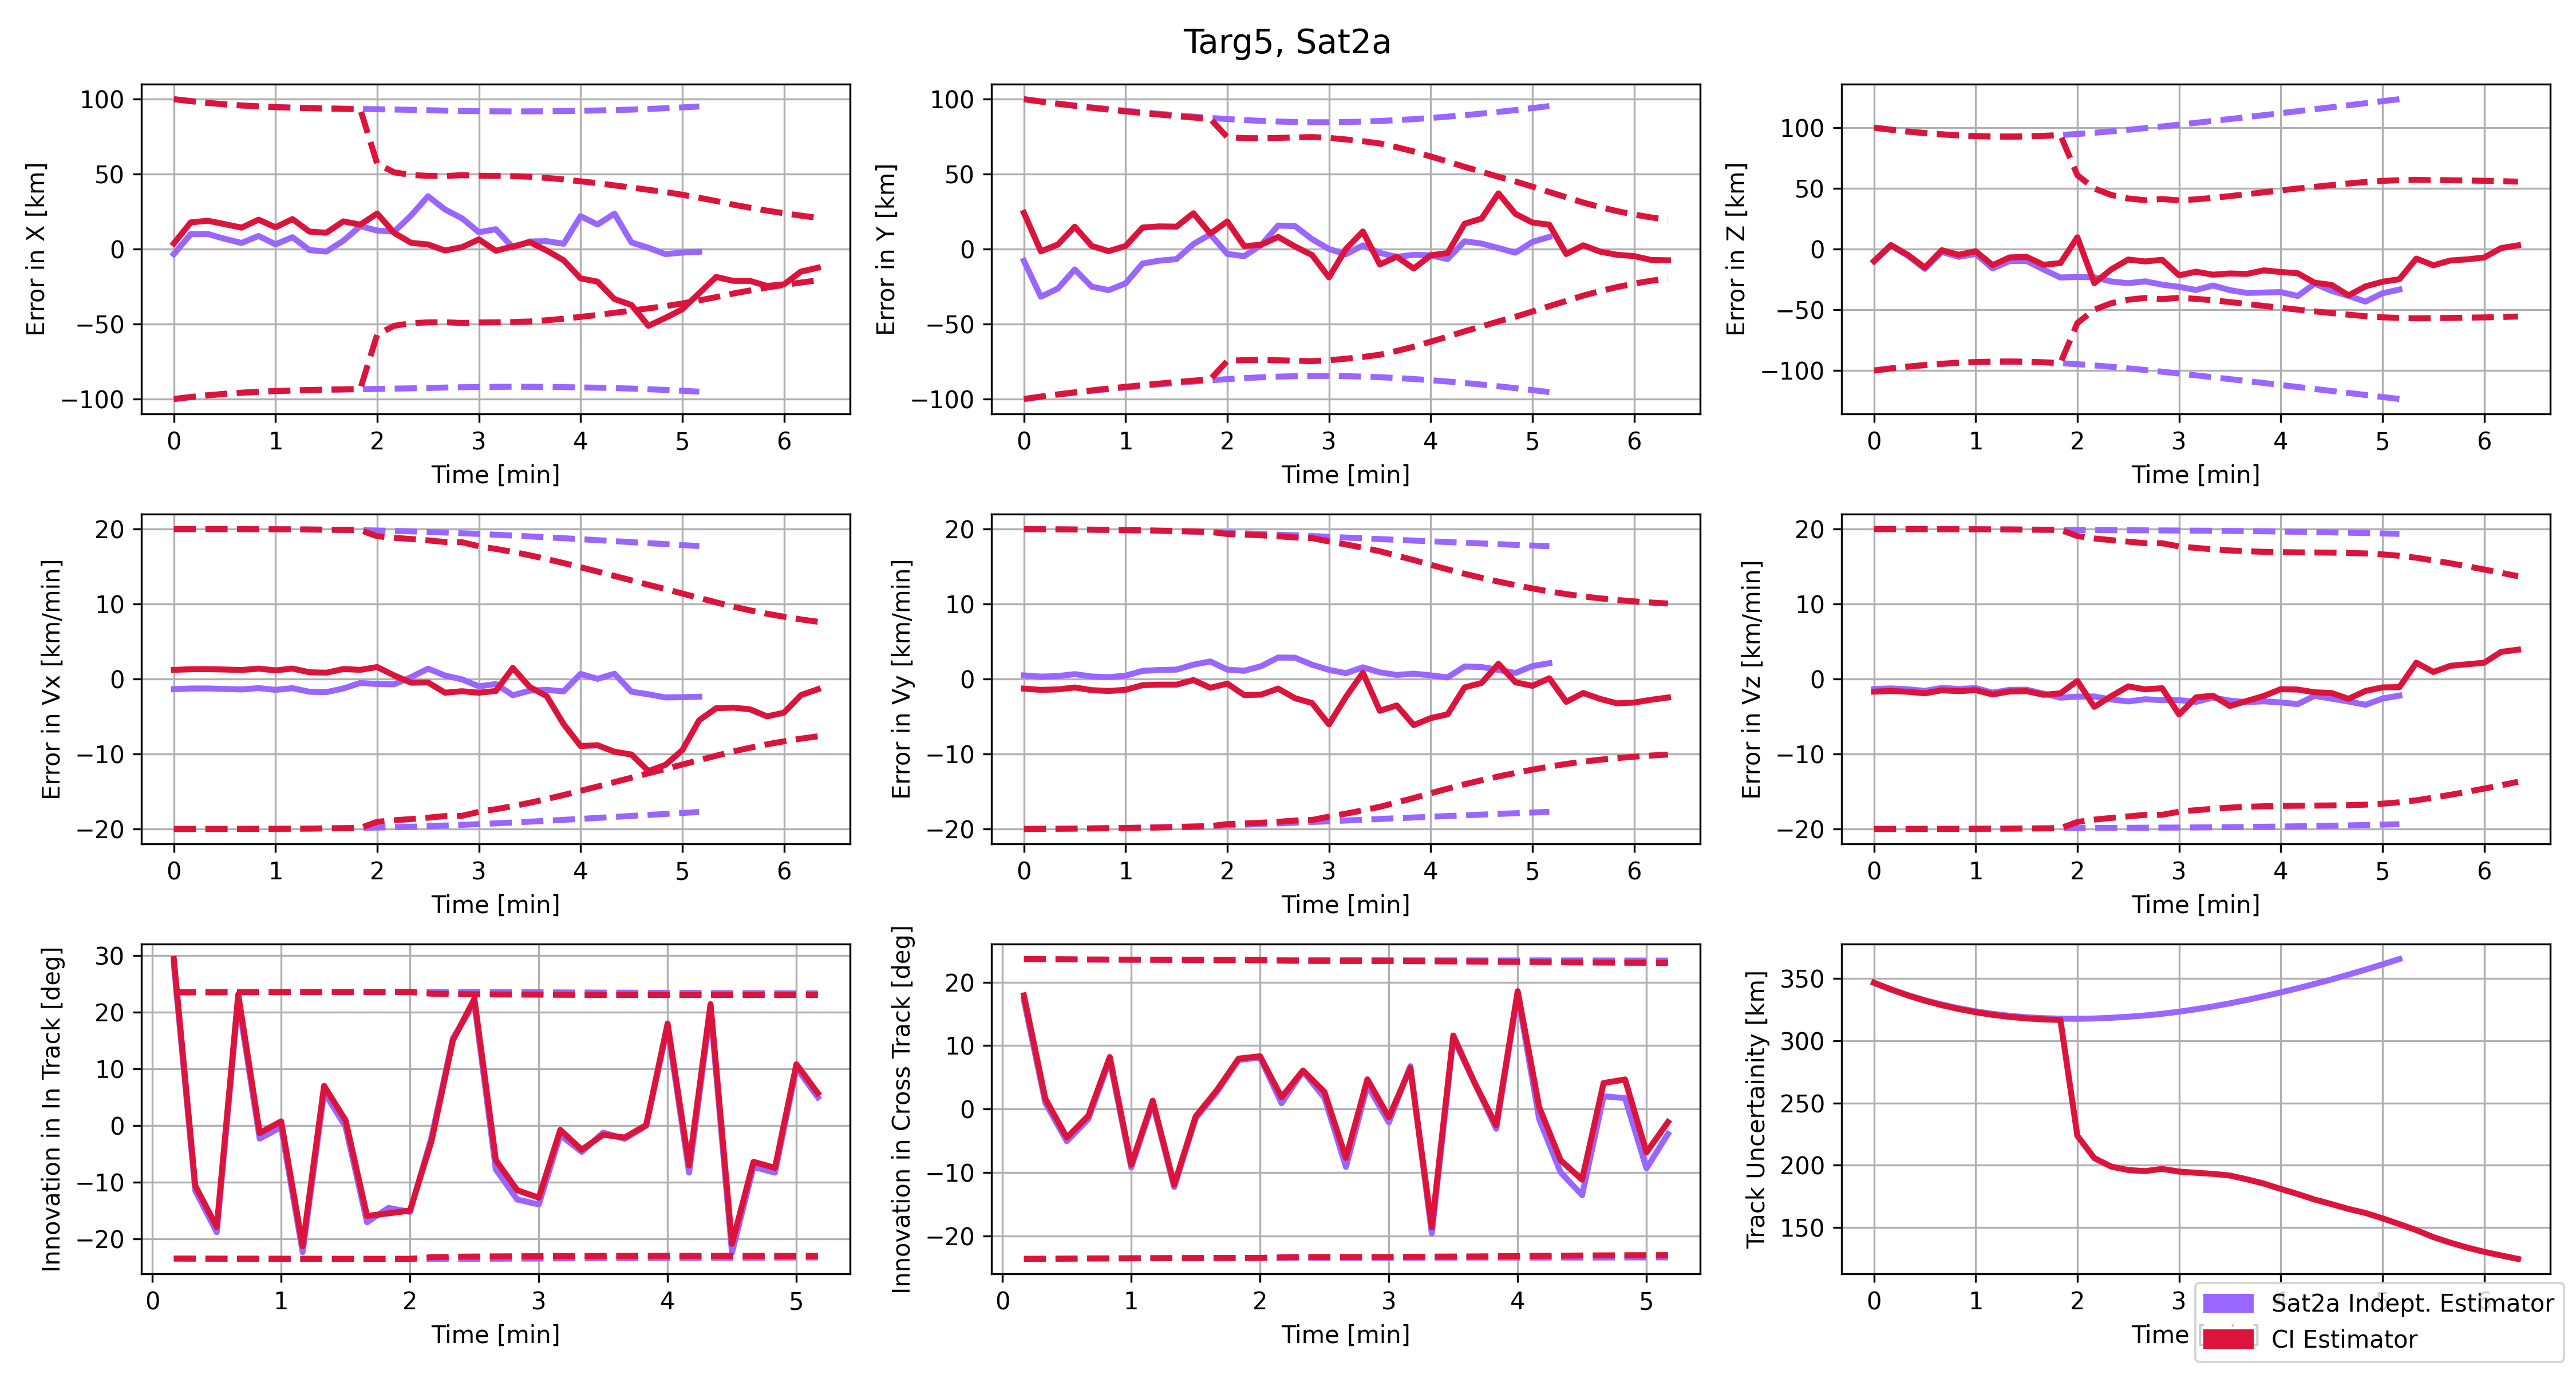 Targ5, Sat2a
Error in X [km]
100
50
0
−50
−100
0 1 2 3 4 5 6
Time [min]
Error in Y [km]
100
50
0
−50
−100
0 1 2 3 4 5 6
Time [min]
Error in Z [km]
100
50
0
−50
−100
0 1 2 3 4 5 6
Time [min]
Error in Vx [km/min]
20
10
0
−10
−20
0 1 2 3 4 5 6
Time [min]
Error in Vy [km/min]
20
10
0
−10
−20
0 1 2 3 4 5 6
Time [min]
Error in Vz [km/min]
20
10
0
−10
−20
0 1 2 3 4 5 6
Time [min]
Innovation in In Track [deg]
30
20
10
0
−10
−20
0 1 2 3 4 5
Time [min]
Innovation in Cross Track [deg]
20
10
0
−10
−20
0 1 2 3 4 5
Time [min]
Track Uncertainity [km]
350
300
250
200
150
0 1 2 3
Time
Sat2a Indept. Estimator
CI Estimator